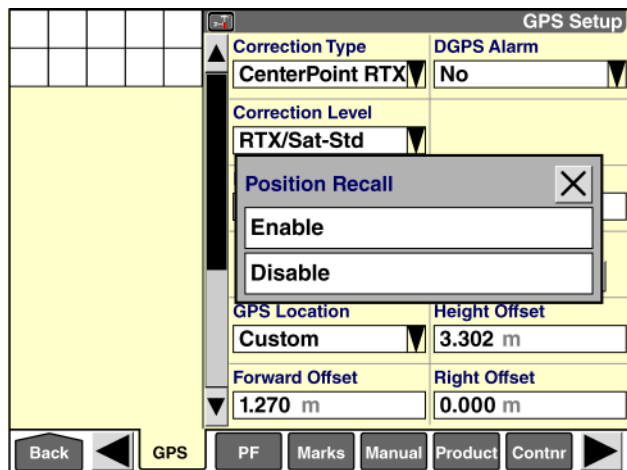 GPS Setup
Correction Type
DGPS Alarm
CenterPoint RTX
No
Correction Level
RTX/Sat-Std
Position Recall
Enable
Disable
GPS Location
Height Offset
Custom
3.302 m
Forward Offset
Right Offset
1.270 m
0.000 m
Back
GPS
PF
Marks
Manual
Product
Contnr